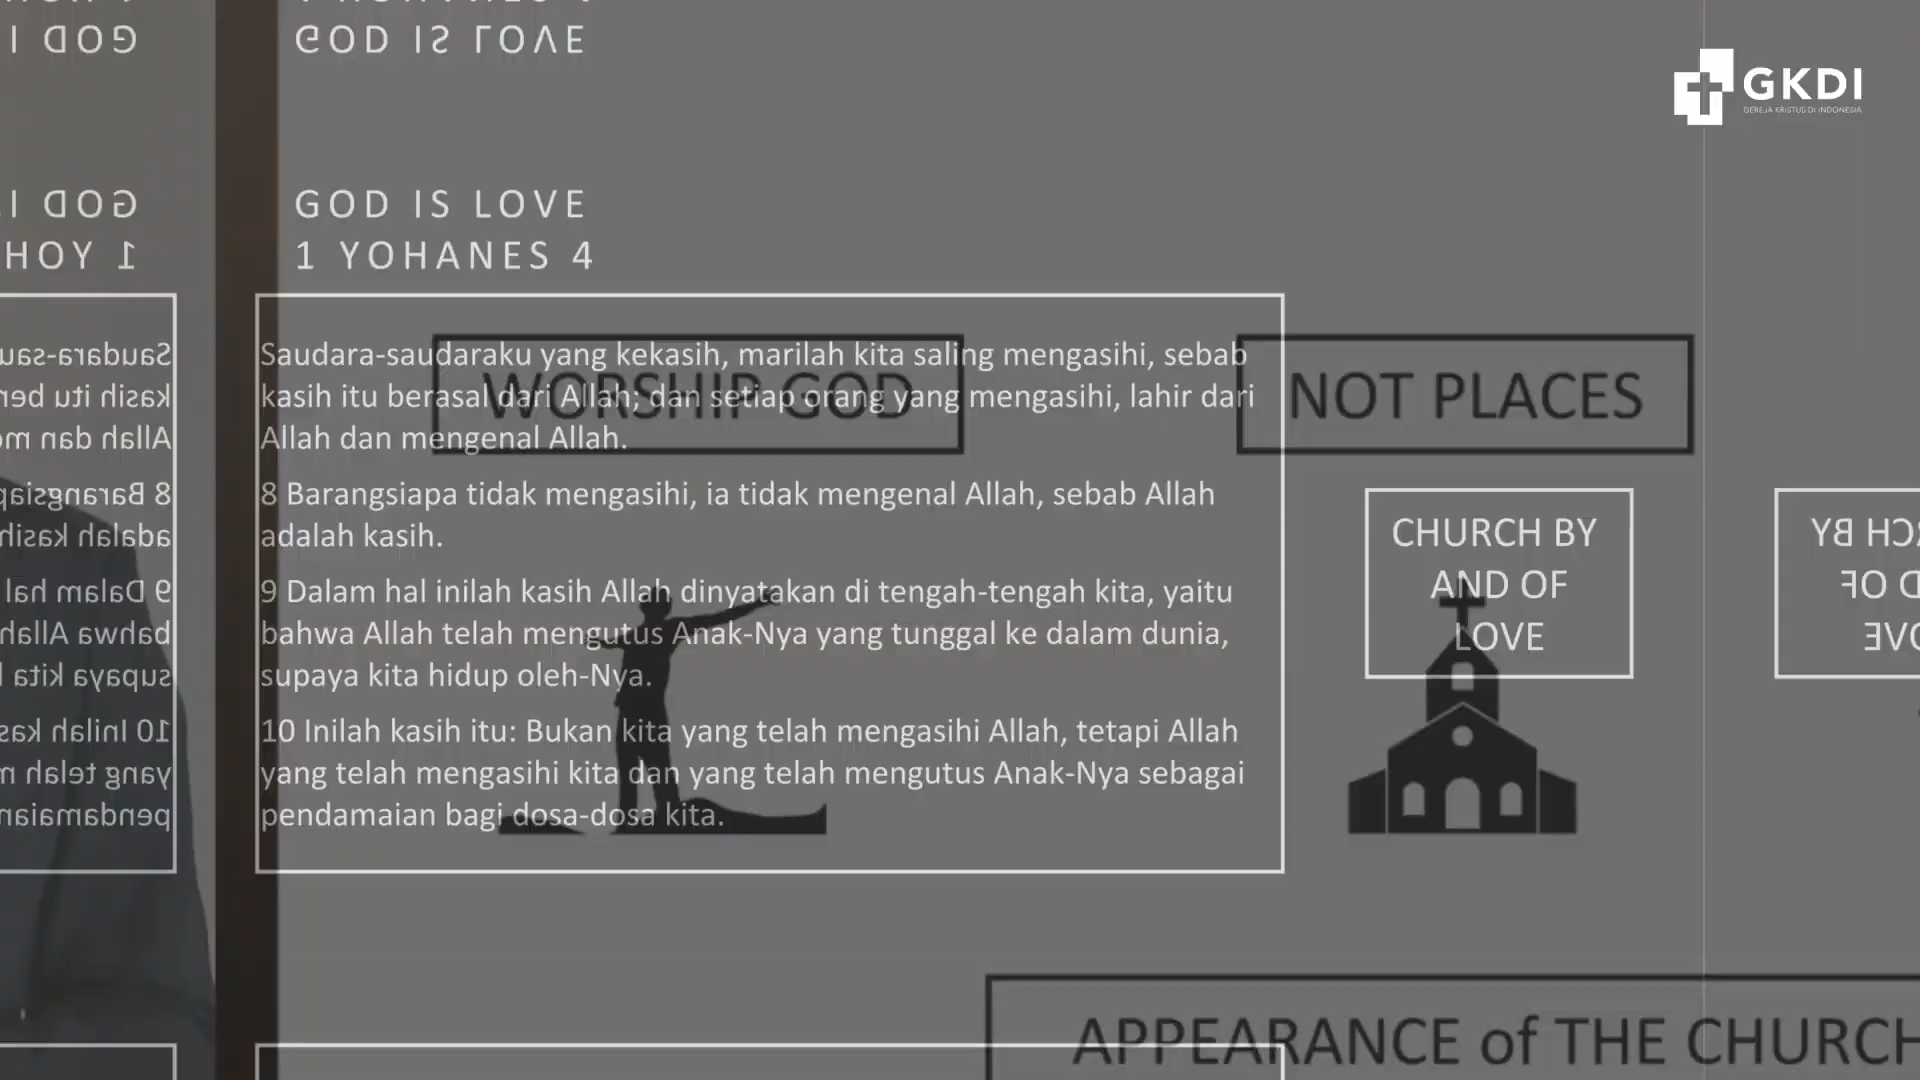 GOD IS LOVE
GKDI
GEREJA KRISTUS DI INDONESIA
GOD IS LOVE
1 YOHANES 4
Saudara-saudaraku yang kekasih, marilah kita saling mengasihi, sebab
kasih itu berasal dari Allah; dan setiap orang yang mengasihi, lahir dari
Allah dan mengenal Allah.
8 Barangsiapa tidak mengasihi, ia tidak mengenal Allah, sebab Allah
adalah kasih.
9 Dalam hal inilah kasih Allah dinyatakan di tengah-tengah kita, yaitu
bahwa Allah telah mengutus Anak-Nya yang tunggal ke dalam dunia,
supaya kita hidup oleh-Nya.
10 Inilah kasih itu: Bukan kita yang telah mengasihi Allah, tetapi Allah
yang telah mengasihi kita dan yang telah mengutus Anak-Nya sebagai
pendamaian bagi dosa-dosa kita.
WORSHIP GOD
NOT PLACES
CHURCH BY
AND OF
LOVE
APPEARANCE of THE CHURCH